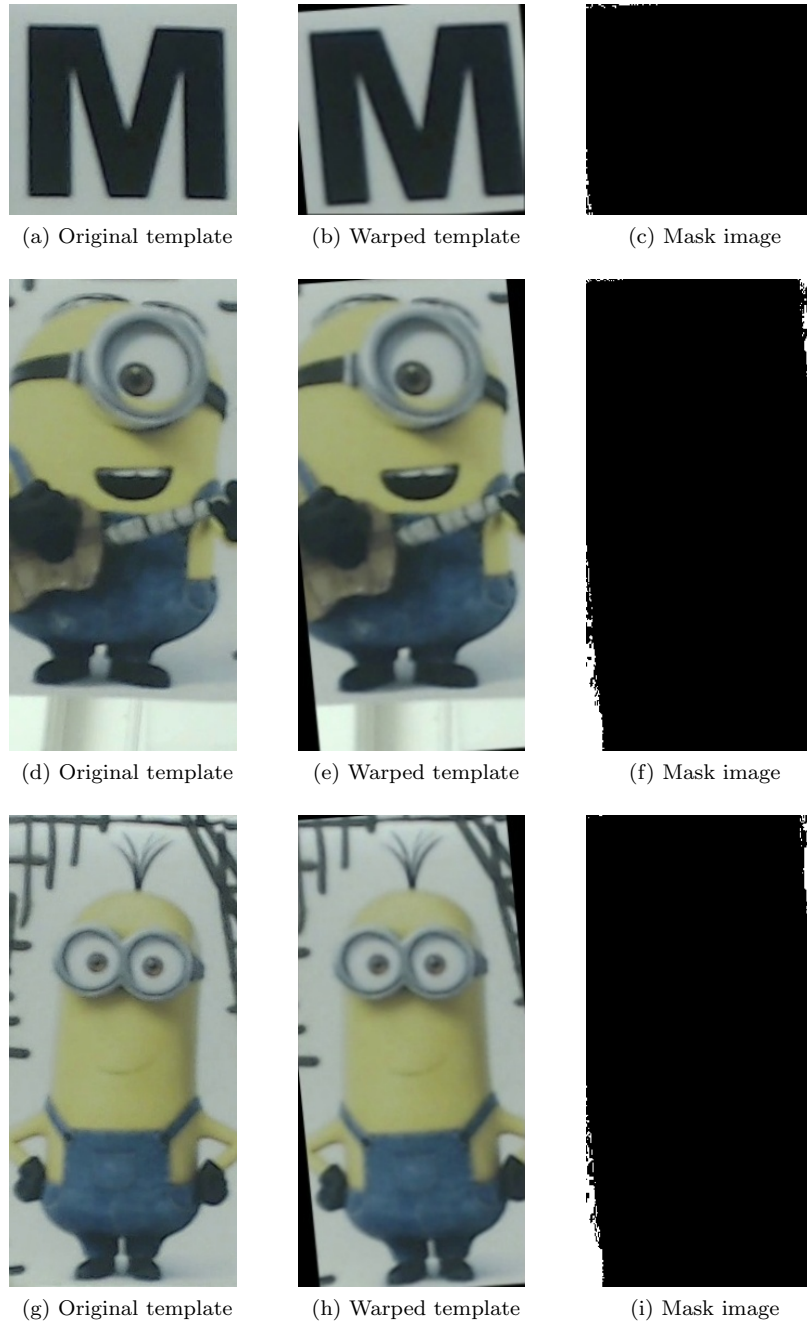 M
M
(a) Original template
(b) Warped template
(c) Mask image
(d) Original template
(e) Warped template
(f) Mask image
(g) Original template
(h) Warped template
(i) Mask image